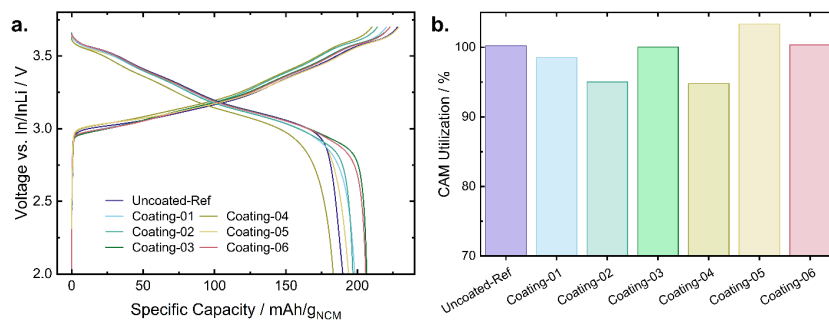 a.
Voltage vs. In/InLi / V
3.5
3.0
2.5
2.0
Uncoated-Ref
Coating-01
Coating-02
Coating-03
Coating-04
Coating-05
Coating-06
0 50 100 150 200
Specific Capacity / mAh/gNCM
b.
CAM Utilization / %
100
90
80
70
Uncoated-Ref
Coating-01
Coating-02
Coating-03
Coating-04
Coating-05
Coating-06